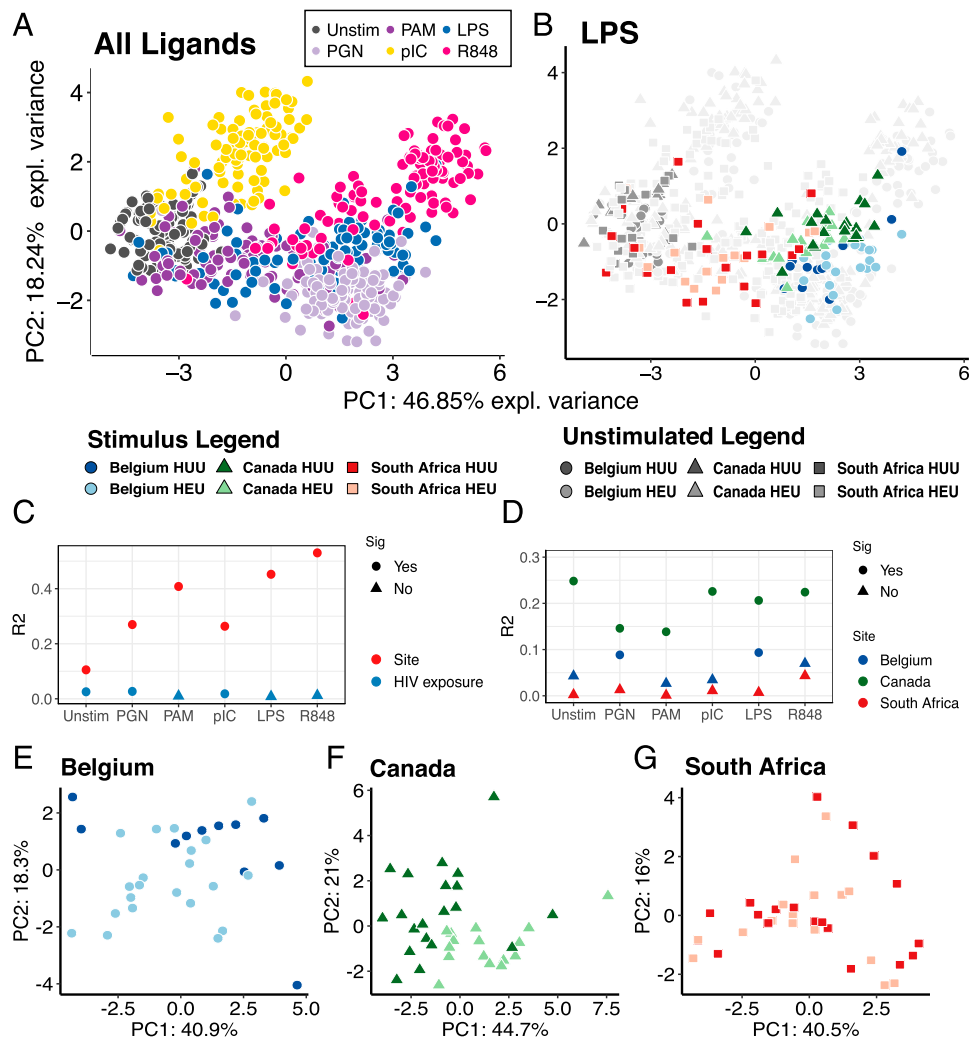 A
All Ligands
Unstim PAM LPS
PGN pIC R848
B
LPS
PC2: 18.24% expl. variance
4
2
0
−2
−3 0 3 6
4
2
0
−2
−3 0 3 6
PC1: 46.85% expl. variance
Stimulus Legend
Belgium HUU Canada HUU South Africa HUU
Belgium HEU Canada HEU South Africa HEU
Unstimulated Legend
Belgium HUU Canada HUU South Africa HUU
Belgium HEU Canada HEU South Africa HEU
C
R2
0.4
0.2
0.0
Unstim PGN PAM pIC LPS R848
Sig
Yes
No
Site
HIV exposure
D
R2
0.3
0.2
0.1
0.0
Unstim PGN PAM pIC LPS R848
Sig
Yes
No
Site
Belgium
Canada
South Africa
E
Belgium
PC2: 18.3%
2
0
-2
-4
-2.5 0.0 2.5 5.0
PC1: 40.9%
F
Canada
PC2: 21%
6
4
2
0
-2
-2.5 0.0 2.5 5.0 7.5
PC1: 44.7%
G
South Africa
PC2: 16%
4
2
0
-2
-2.5 0.0 2.5
PC1: 40.5%